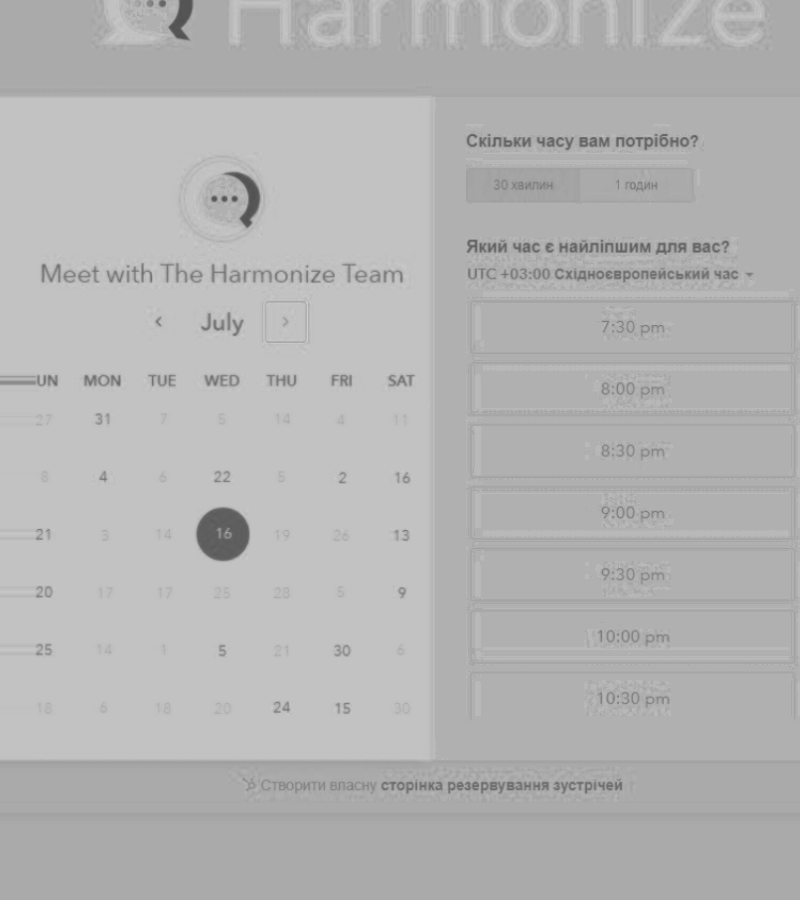 Harmonize
Meet with The Harmonize Team
July
UN MON TUE WED THU FRI SAT
27 31 7 5 14 4 11
8 4 6 22 5 2 16
21 3 14 16 19 26 13
20 17 17 25 28 5 9
25 14 1 5 21 30 6
18 6 18 20 24 15 30
Скільки часу вам потрібно?
30 хвилин 1 годин
Який час є найліпшим для вас?
UTC +03:00 Східноєвропейський час
7:30 pm
8:00 pm
8:30 pm
9:00 pm
9:30 pm
10:00 pm
10:30 pm
Створити власну сторінка резервування зустрічей